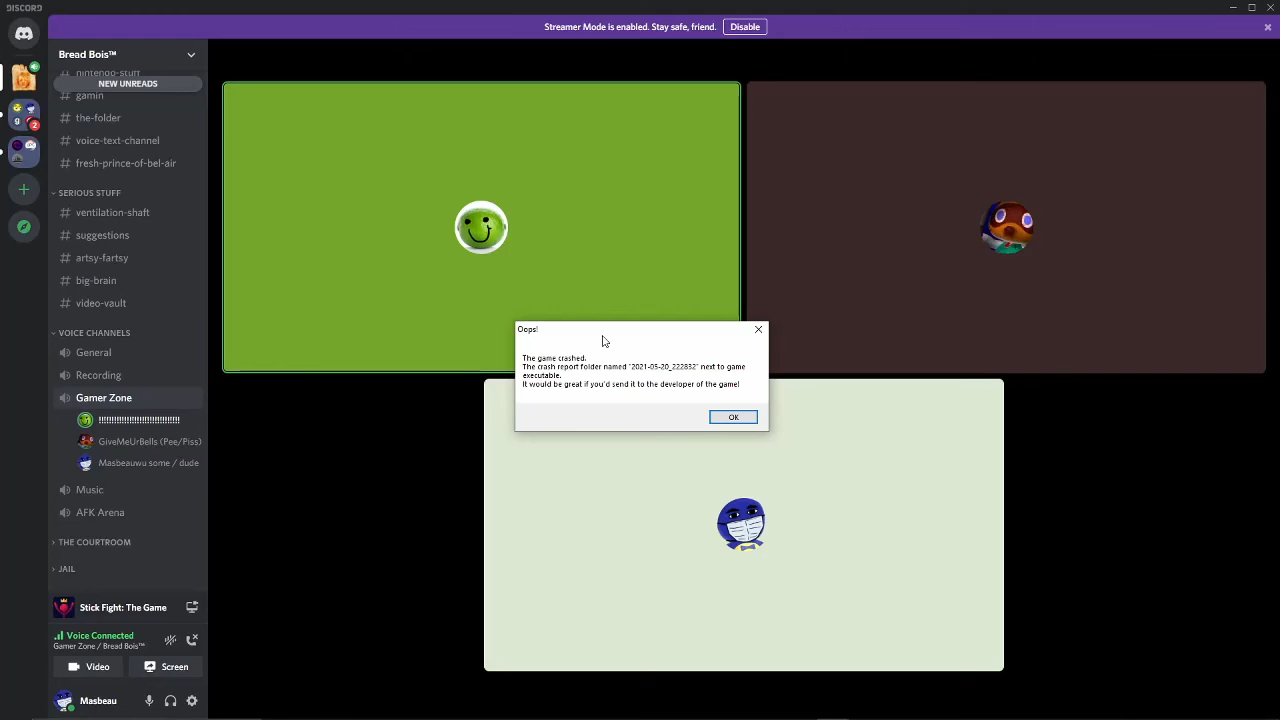 DISCORD
Streamer Mode is enabled. Stay safe, friend.
Disable
Bread Bois™
nintendo-stuff
NEW UNREADS
# gamin
# the-folder
# voice-text-channel
# fresh-prince-of-bel-air
SERIOUS STUFF
# ventilation-shaft
# suggestions
# artsy-fartsy
# big-brain
# video-vault
VOICE CHANNELS
General
Recording
Gamer Zone
GiveMeUrBells (Pee/Piss)
Masbeauwu some / dude
Music
AFK Arena
THE COURTROOM
JAIL
Stick Fight: The Game
Voice Connected
Gamer Zone / Bread Bois™
Video
Screen
Masbeau
2
g
Oops!
The game crashed.
The crash report folder named "2021-05-20_222832" next to game
executable.
It would be great if you'd send it to the developer of the game!
OK